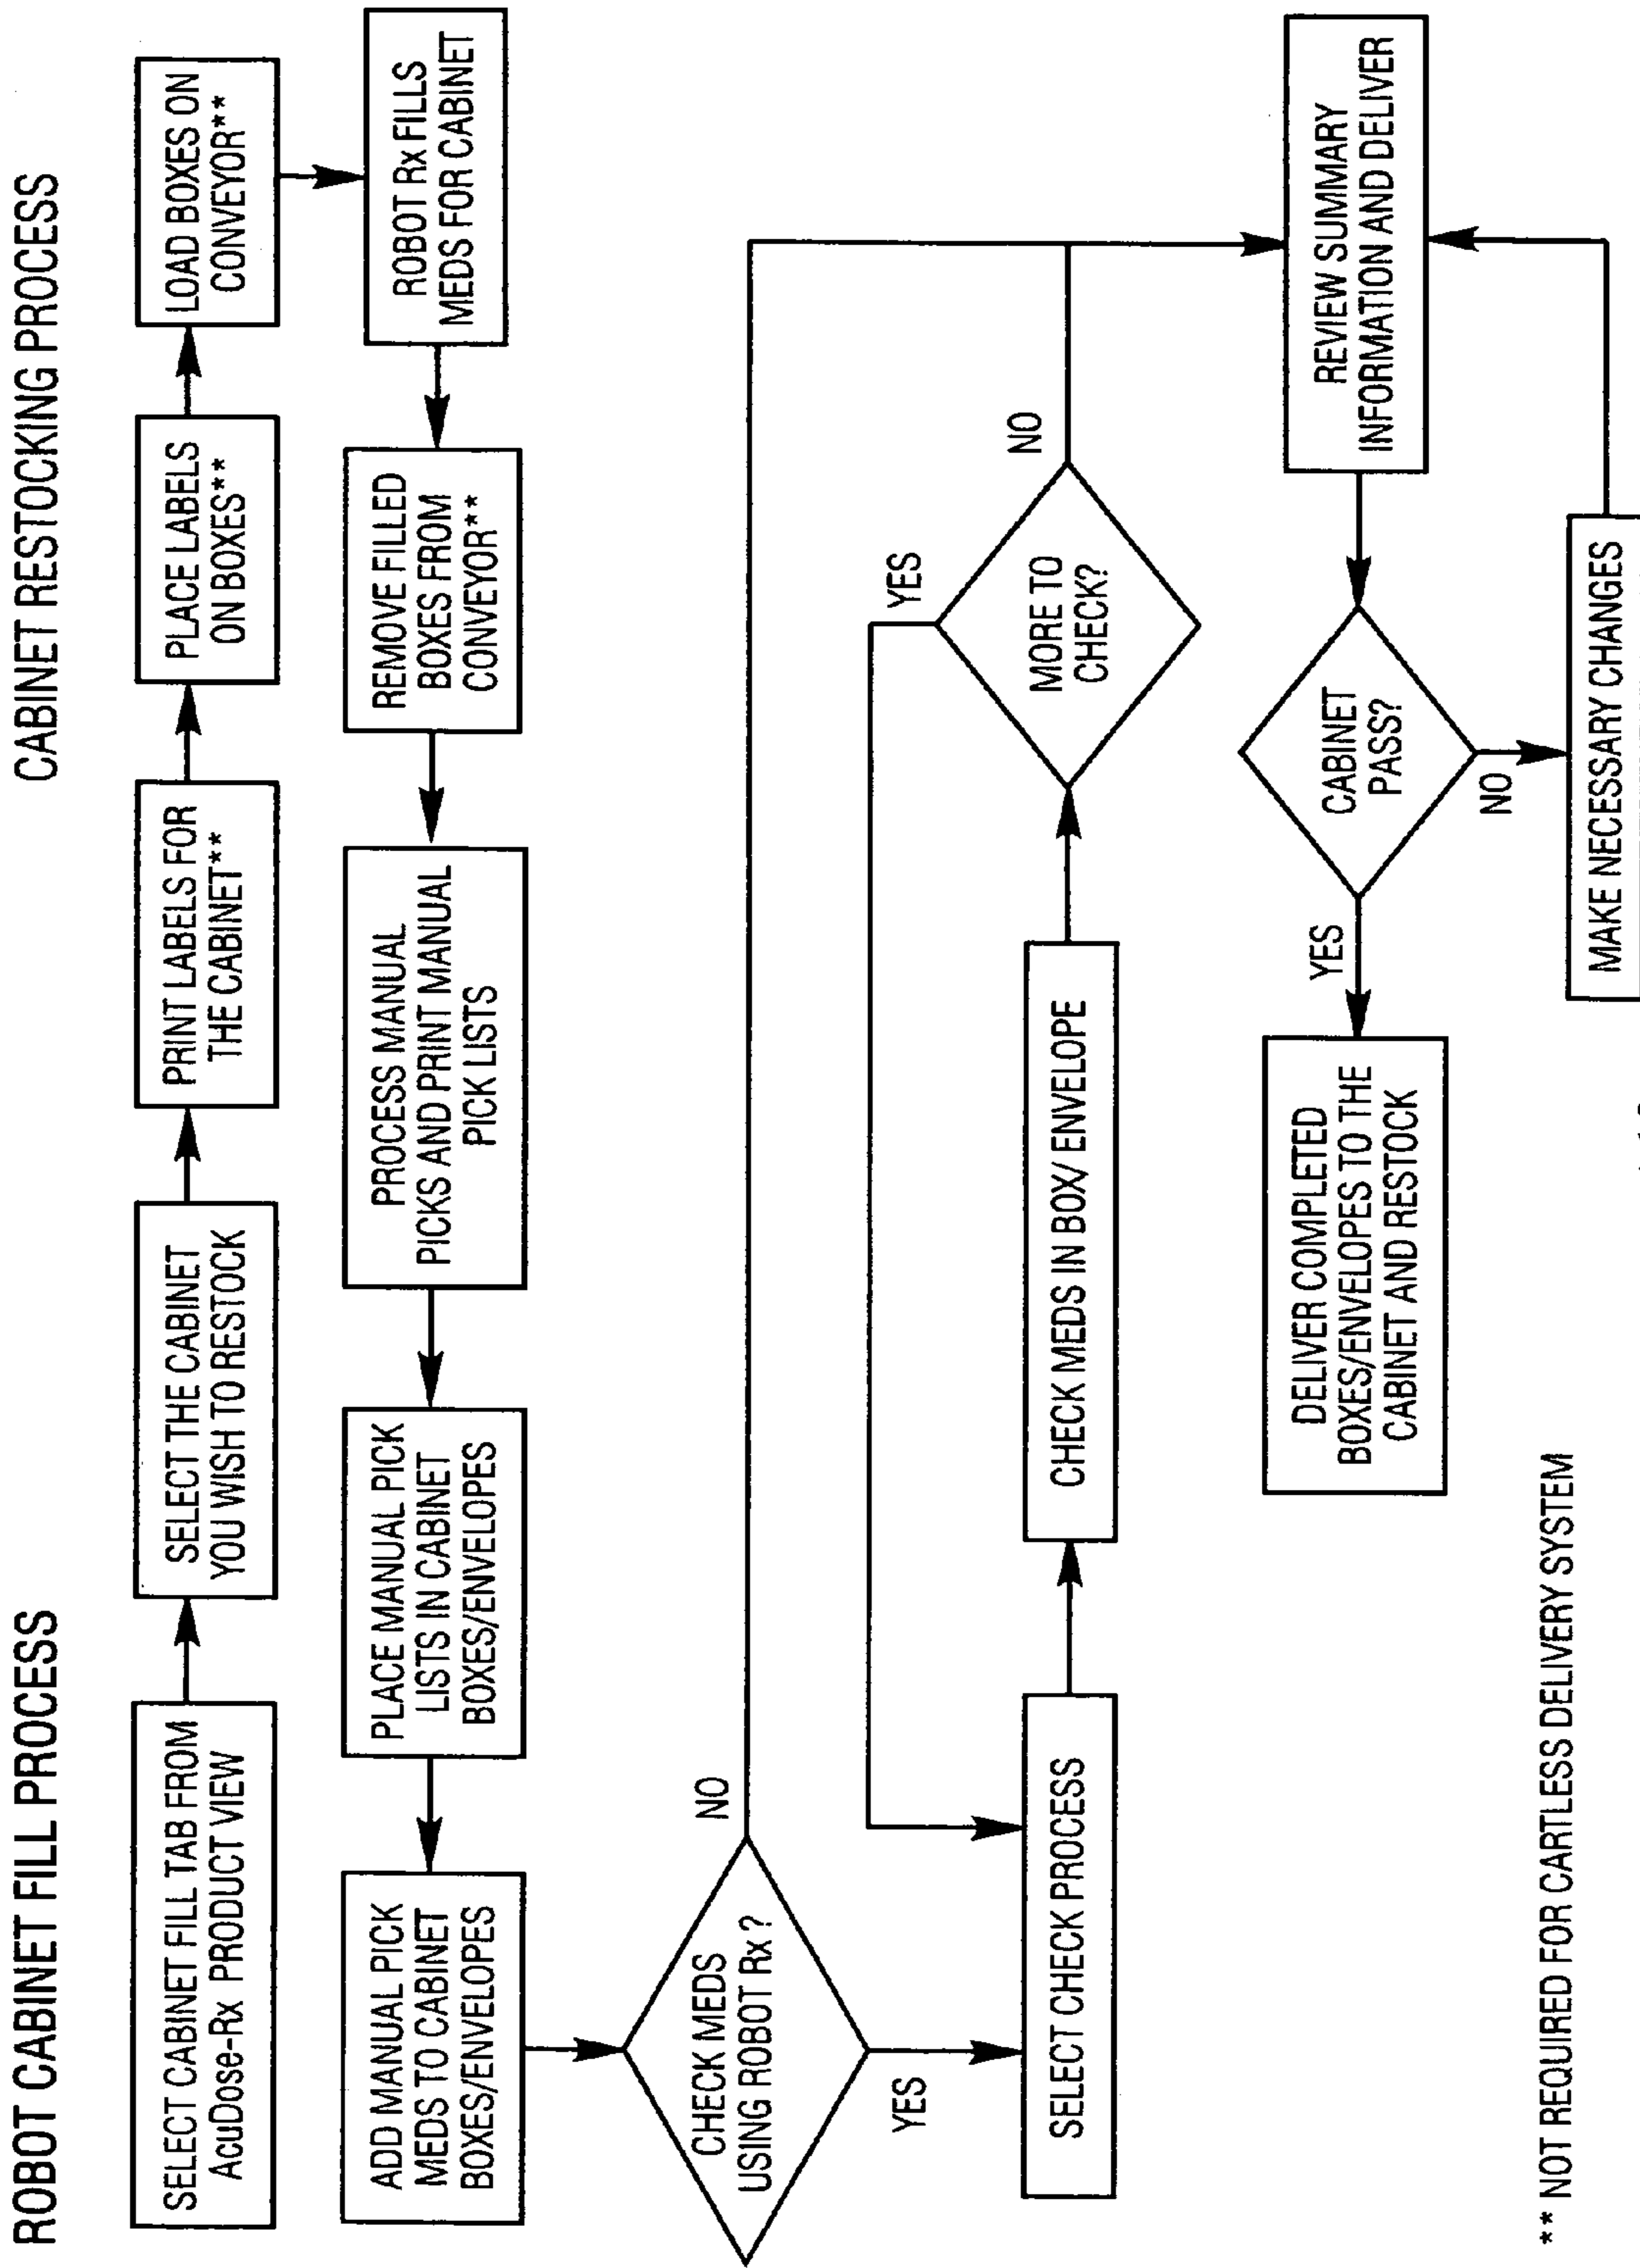 ROBOT CABINET FILL PROCESS
CABINET RESTOCKING PROCESS
SELECT CABINET FILL TAB FROM
AcuDose-Rx PRODUCT VIEW
SELECT THE CABINET
YOU WISH TO RESTOCK
PRINT LABELS FOR
THE CABINET**
PLACE LABELS
ON BOXES**
LOAD BOXES ON
CONVEYOR**
ROBOT Rx FILLS
MEDS FOR CABINET
REMOVE FILLED
BOXES FROM
CONVEYOR**
PROCESS MANUAL
PICKS AND PRINT MANUAL
PICK LISTS
PLACE MANUAL PICK
LISTS IN CABINET
BOXES/ENVELOPES
ADD MANUAL PICK
MEDS TO CABINET
BOXES/ENVELOPES
CHECK MEDS
USING ROBOT Rx ?
NO
YES
SELECT CHECK PROCESS
CHECK MEDS IN BOX/ ENVELOPE
MORE TO
CHECK?
YES
NO
REVIEW SUMMARY
INFORMATION AND DELIVER
CABINET
PASS?
YES
NO
DELIVER COMPLETED
BOXES/ENVELOPES TO THE
CABINET AND RESTOCK
MAKE NECESSARY CHANGES
** NOT REQUIRED FOR CARTLESS DELIVERY SYSTEM